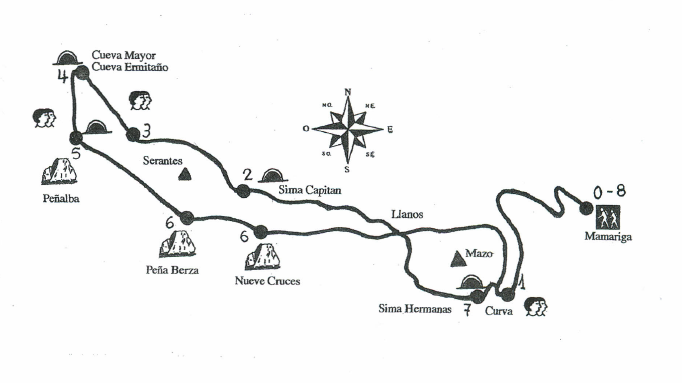 Cueva Mayor
Cueva Ermitaño
4
3
5
Peñalba
Serantes
2
Sima Capitan
N
NO.
NE.
O
E
SO.
SE
S
Llanos
0-8
Mamariga
6
Peña Berza
6
Nueve Cruces
Mazo
1
Sima Hermanas
7
Curva